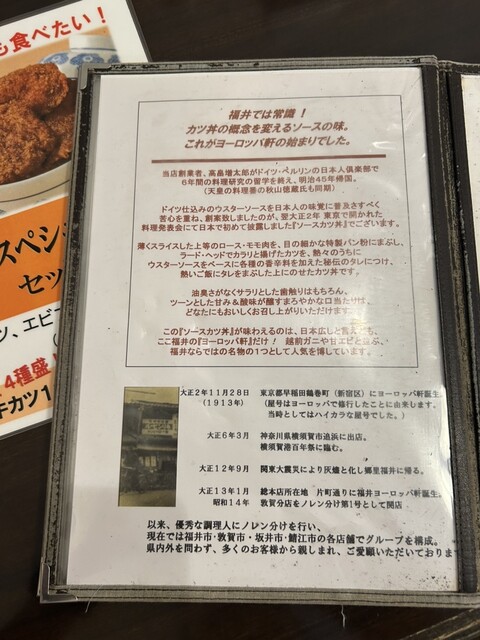 も食べたい!
スペシ
セッ
ン、エビフ
4種盛
キカツ1
福井では常識!
カツ丼の概念を変えるソースの味。
これがヨーロッパ軒の始まりでした。
当店創業者、高畠増太郎がドイツ・ベルリンの日本人倶楽部で
6年間の料理研究の留学を終え、明治45年帰国。
(天皇の料理番の秋山徳蔵氏も同期)
ドイツ仕込みのウスターソースを日本人の味覚に普及さすべく
苦心を重ね、創案致しましたのが、翌大正2年 東京で開かれた
料理発表会にて日本で初めて披露しました『ソースカツ丼』でございます。
薄くスライスした上等のロース・モモ肉を、目の細かな特製パン粉にまぶし、
ラード・ヘッドでカラリと揚げたカツを、熱々のうちに
ウスターソースをベースに各種の香辛料を加えた秘伝のタレにつけ、
熱いご飯にタレをまぶした上にのせたカツ丼です。
油臭さがなくサラリとした歯触りはもちろん、
ツーンとした甘み&酸味が醸すまろやかな口当たりは、
どなたにもおいしくお召し上がりいただけます。
この『ソースカツ丼』が味わえるのは、日本広しと言えども、
ここ福井の『ヨーロッパ軒』だけ! 越前ガニや甘エビと並ぶ、
福井ならではの名物の1つとして人気を博しています。
大正2年11月28日 東京都早稲田鶴巻町(新宿区)にヨーロッパ軒誕生。
(1913年) (屋号はヨーロッパで修行したことに由来します。
当時としてはハイカラな屋号でした。)
大正6年3月 神奈川県横須賀市追浜に出店。
横須賀港百年祭に臨む。
大正12年9月 関東大震災により灰燼と化し郷里福井に帰る。
大正13年1月 総本店所在地 片町通りに福井ヨーロッパ軒誕生。
昭和14年 敦賀分店をノレン分け第1号として開店
以来、優秀な調理人にノレン分けを行い、
現在では福井市・敦賀市・坂井市・鯖江市の各店舗でグループを構成。
県内外を問わず、多くのお客様から親しまれ、ご愛顧いただいておりま